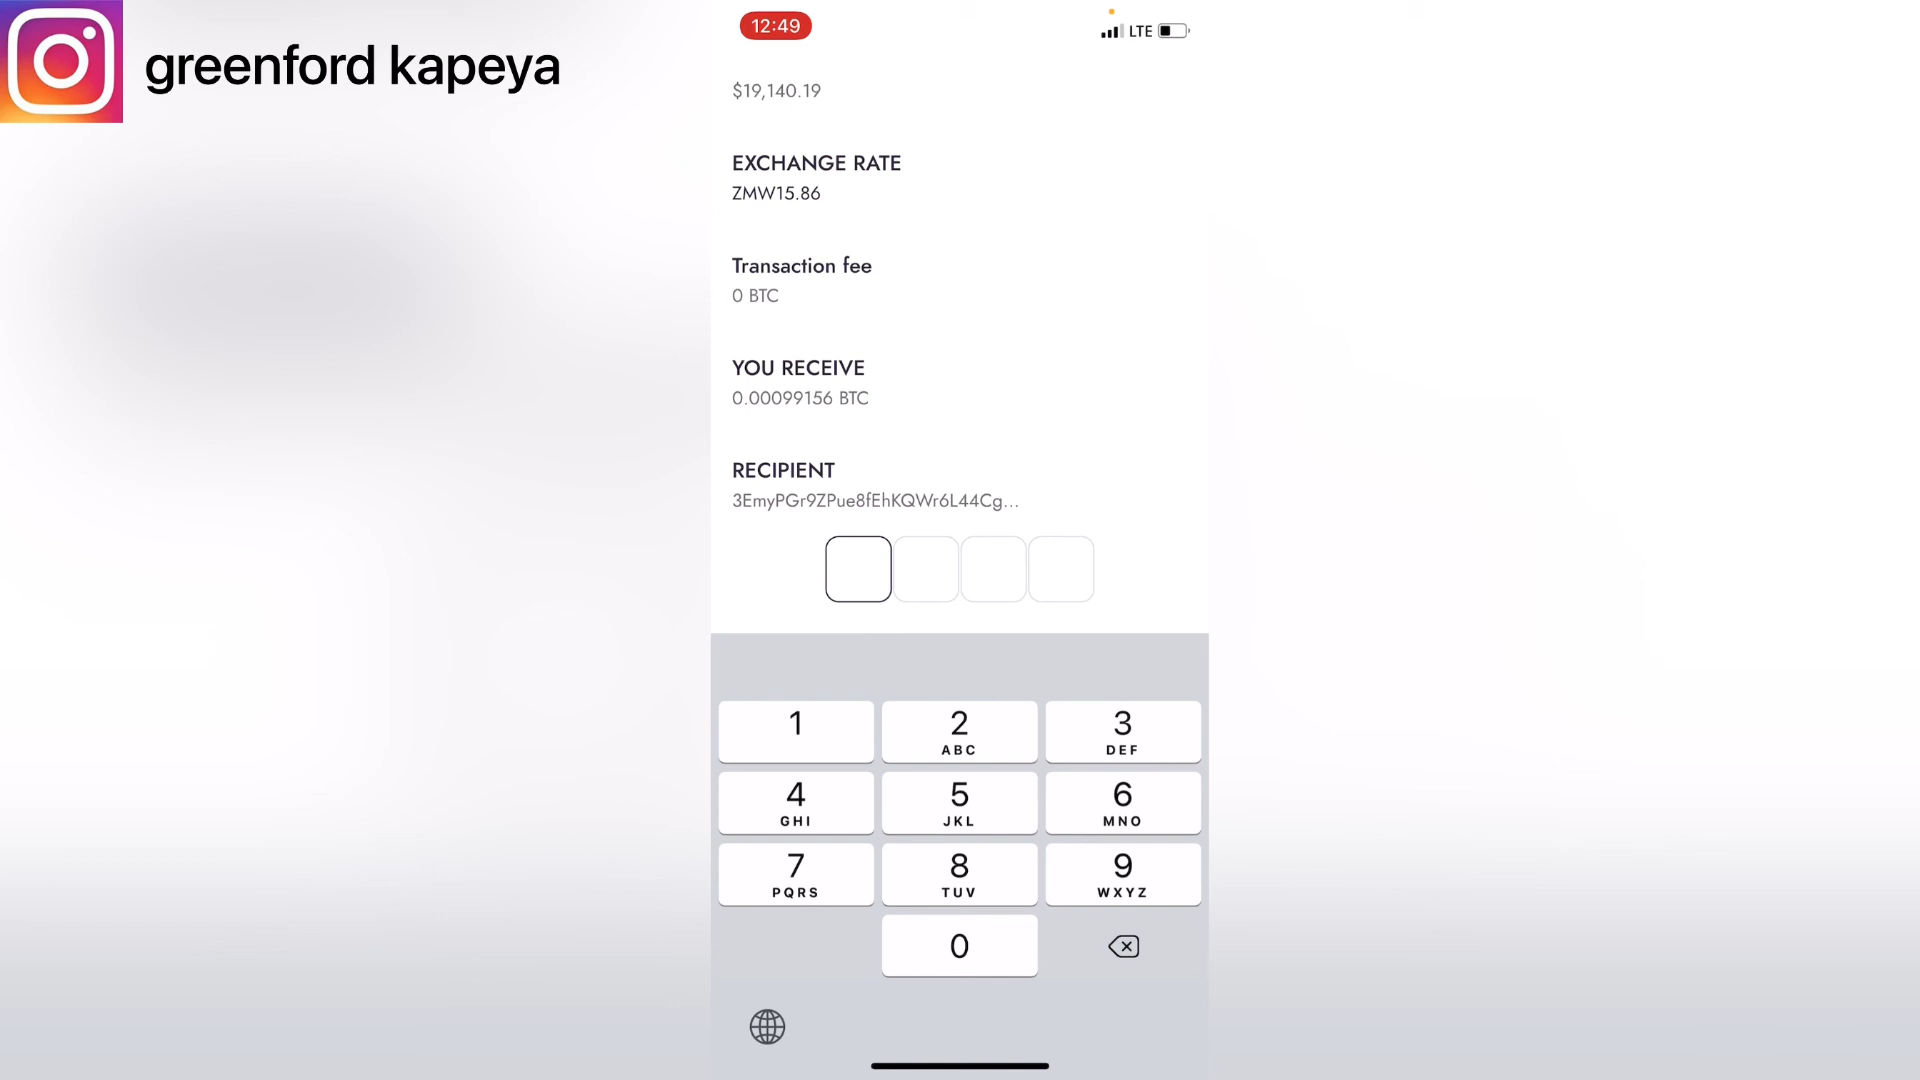 greenford kapeya
12:49
LTE
$19,140.19
EXCHANGE RATE
ZMW15.86
Transaction fee
0 BTC
YOU RECEIVE
0.00099156 BTC
RECIPIENT
3EmyPGr9ZPue8fEhKQWr6L44Cg...
1
2
ABC
3
DEF
4
GHI
5
JKL
6
MNO
7
PQRS
8
TUV
9
WXYZ
0